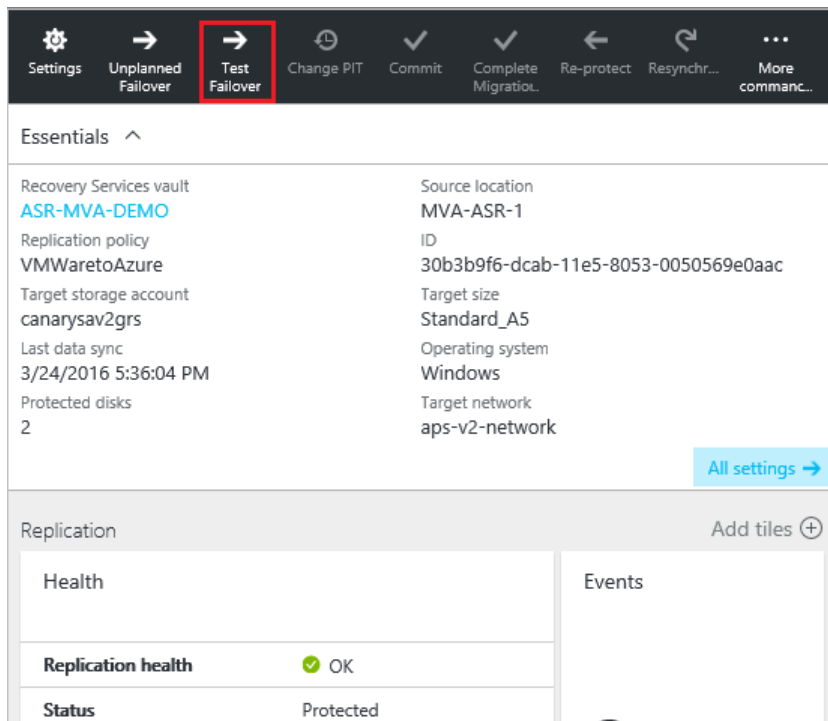 Settings
Unplanned
Failover
Test
Failover
Change PIT
Commit
Complete
Migratio..
Re-protect
Resynchr...
More
commanc...
Essentials
Recovery Services vault
ASR-MVA-DEMO
Replication policy
VMWaretoAzure
Target storage account
canarysav2grs
Last data sync
3/24/2016 5:36:04 PM
Protected disks
2
Source location
MVA-ASR-1
ID
30b3b9f6-dcab-11e5-8053-0050569e0aac
Target size
Standard_A5
Operating system
Windows
Target network
aps-v2-network
All settings
Replication
Add tiles
Health
Replication health OK
Status Protected
Events